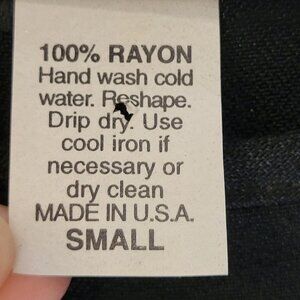 100% RAYON
Hand wash cold
water. Reshape.
Drip dry. Use
cool iron if
necessary or
dry clean
MADE IN U.S.A.
SMALL